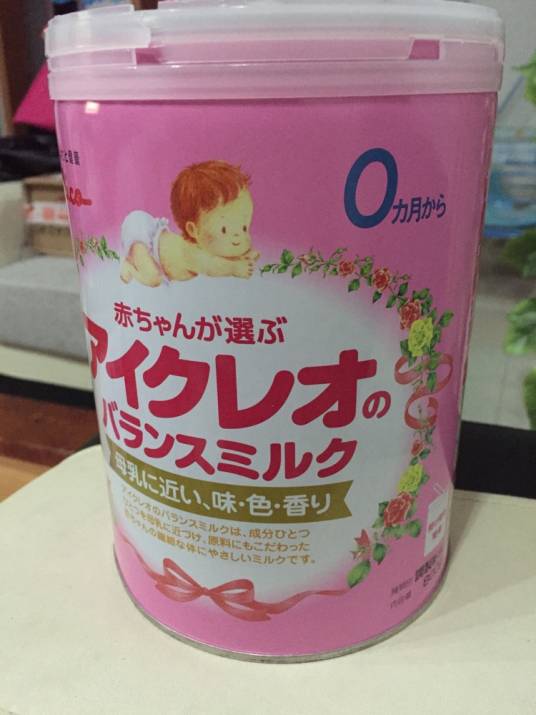 0ヵ月から
赤ちゃんが選ぶ
アイクレオの
バランスミルク
母乳に近い、味・色・香り
アイクレオのバランスミルクは、成分ひとつ
ひとつを母乳に近づけ、原料にもこだわった
赤ちゃんの繊細な体にやさしいミルクです。